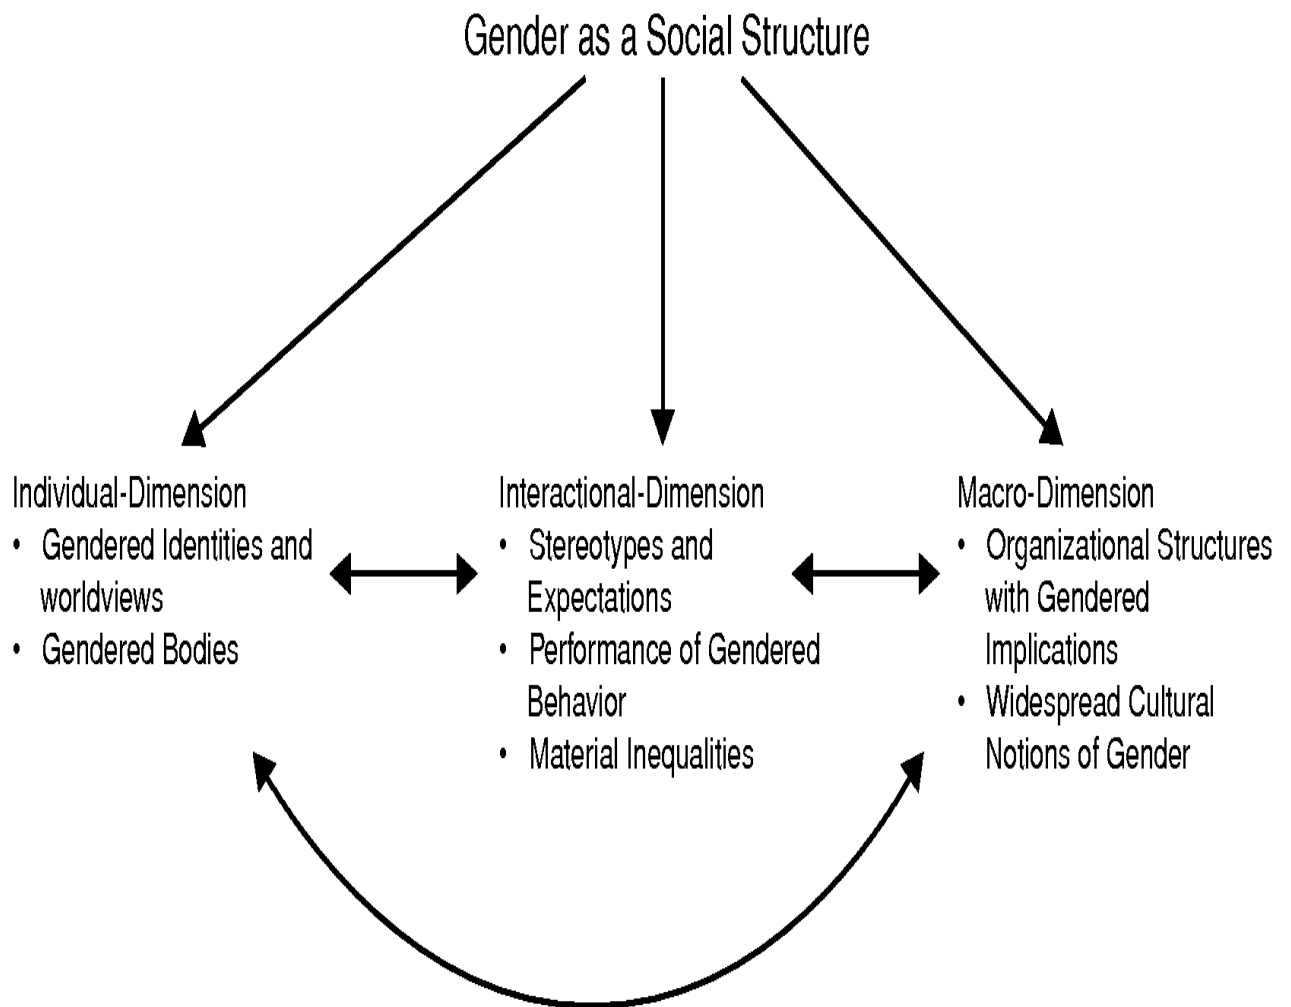 Gender as a Social Structure
Individual-Dimension
• Gendered Identities and
worldviews
• Gendered Bodies
Interactional-Dimension
• Stereotypes and
Expectations
• Performance of Gendered
Behavior
• Material Inequalities
Macro-Dimension
• Organizational Structures
with Gendered
Implications
• Widespread Cultural
Notions of Gender